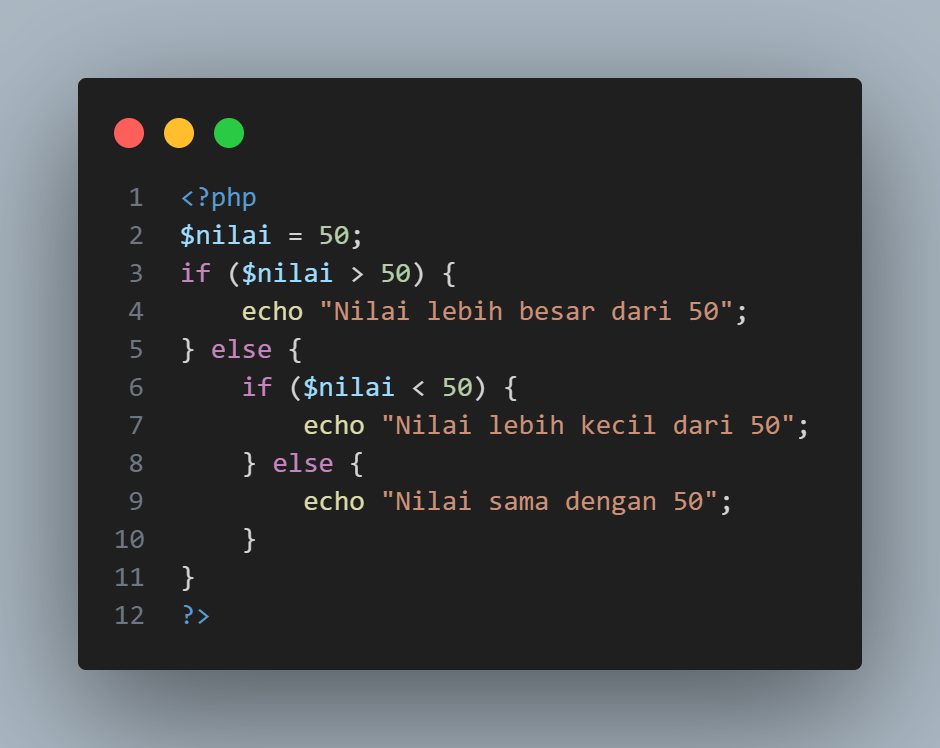 1 <?php
2 $nilai = 50;
3 if ($nilai > 50) {
4     echo "Nilai lebih besar dari 50";
5 } else {
6     if ($nilai < 50) {
7         echo "Nilai lebih kecil dari 50";
8     } else {
9         echo "Nilai sama dengan 50";
10     }
11 }
12 ?>